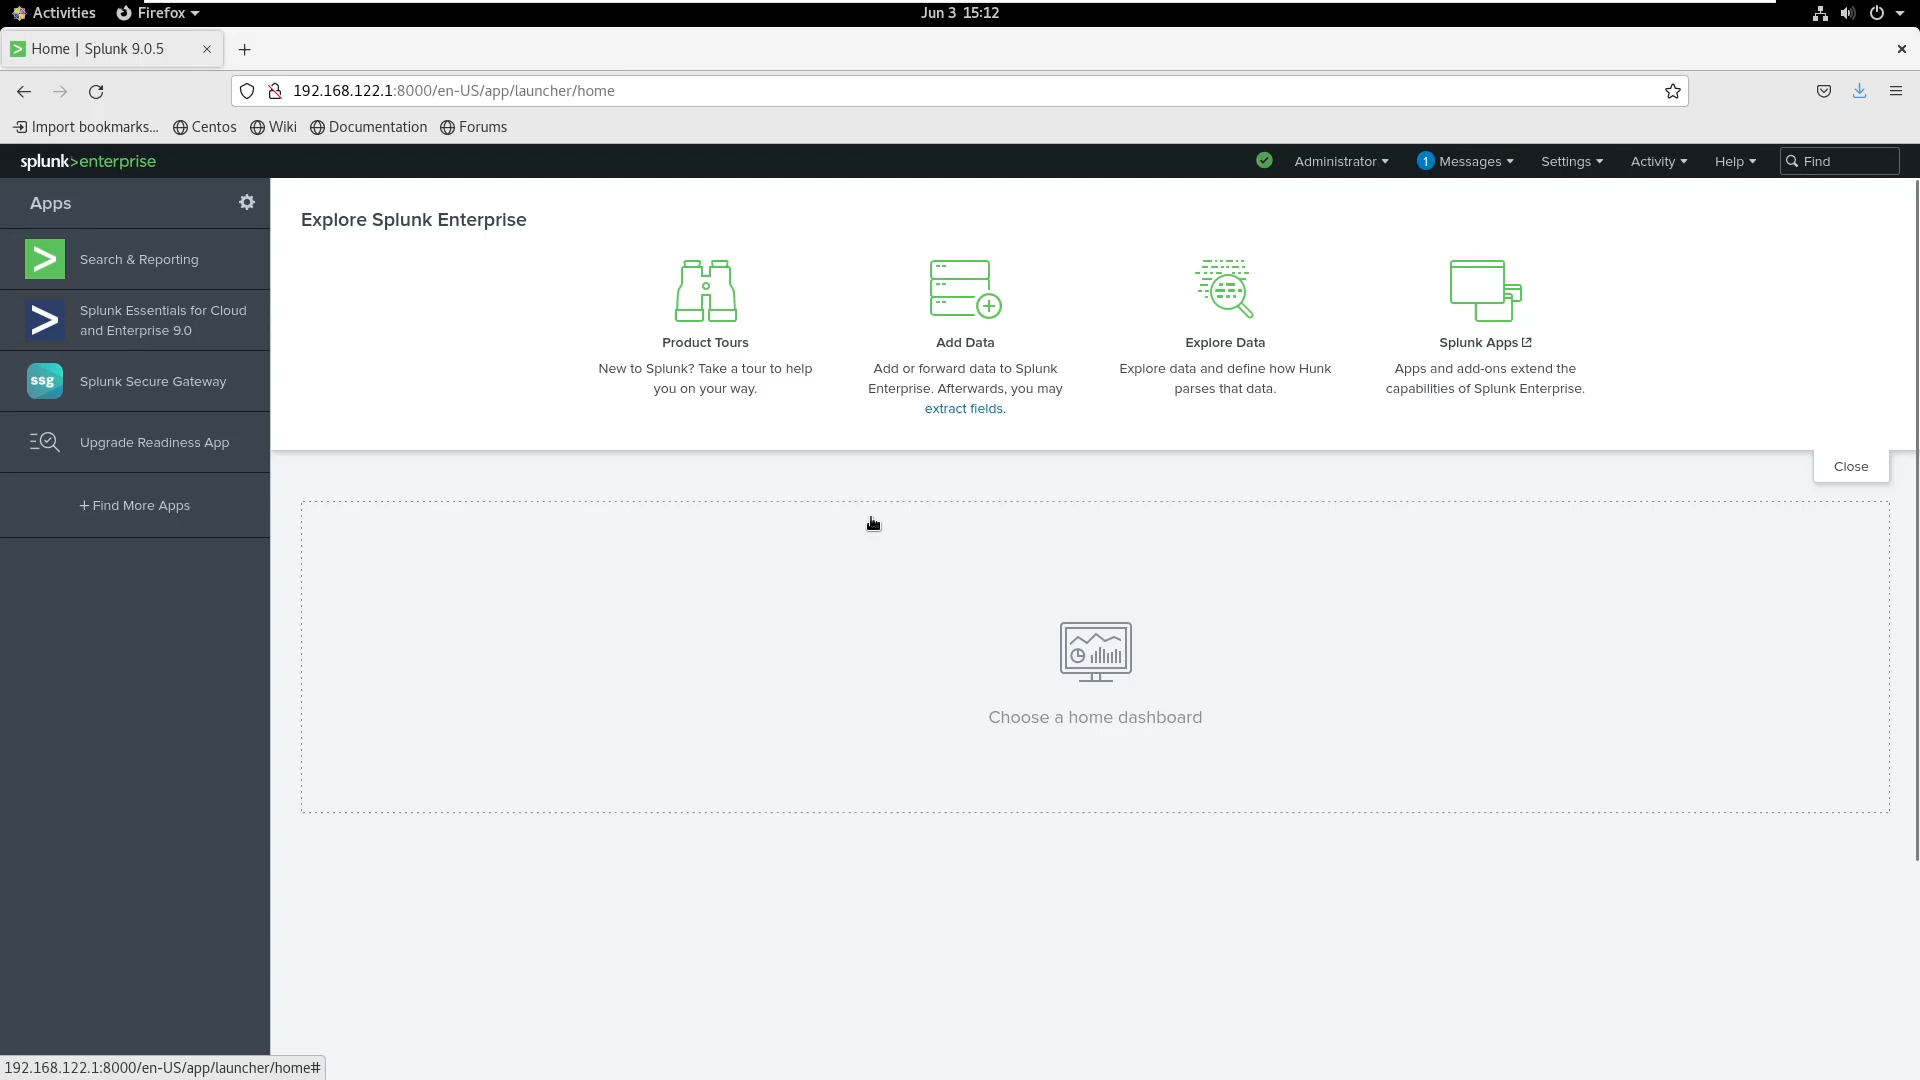 Activities
Firefox
Jun 3 15:12
Home | Splunk 9.0.5
192.168.122.1:8000/en-US/app/launcher/home
Import bookmarks...
Centos
Wiki
Documentation
Forums
splunk>enterprise
Administrator
1 Messages
Settings
Activity
Help
Find
Apps
Search & Reporting
Splunk Essentials for Cloud
and Enterprise 9.0
ssg
Splunk Secure Gateway
Upgrade Readiness App
+ Find More Apps
Explore Splunk Enterprise
Product Tours
New to Splunk? Take a tour to help
you on your way.
Add Data
Add or forward data to Splunk
Enterprise. Afterwards, you may
extract fields.
Explore Data
Explore data and define how Hunk
parses that data.
Splunk Apps
Apps and add-ons extend the
capabilities of Splunk Enterprise.
Close
Choose a home dashboard
192.168.122.1:8000/en-US/app/launcher/home#